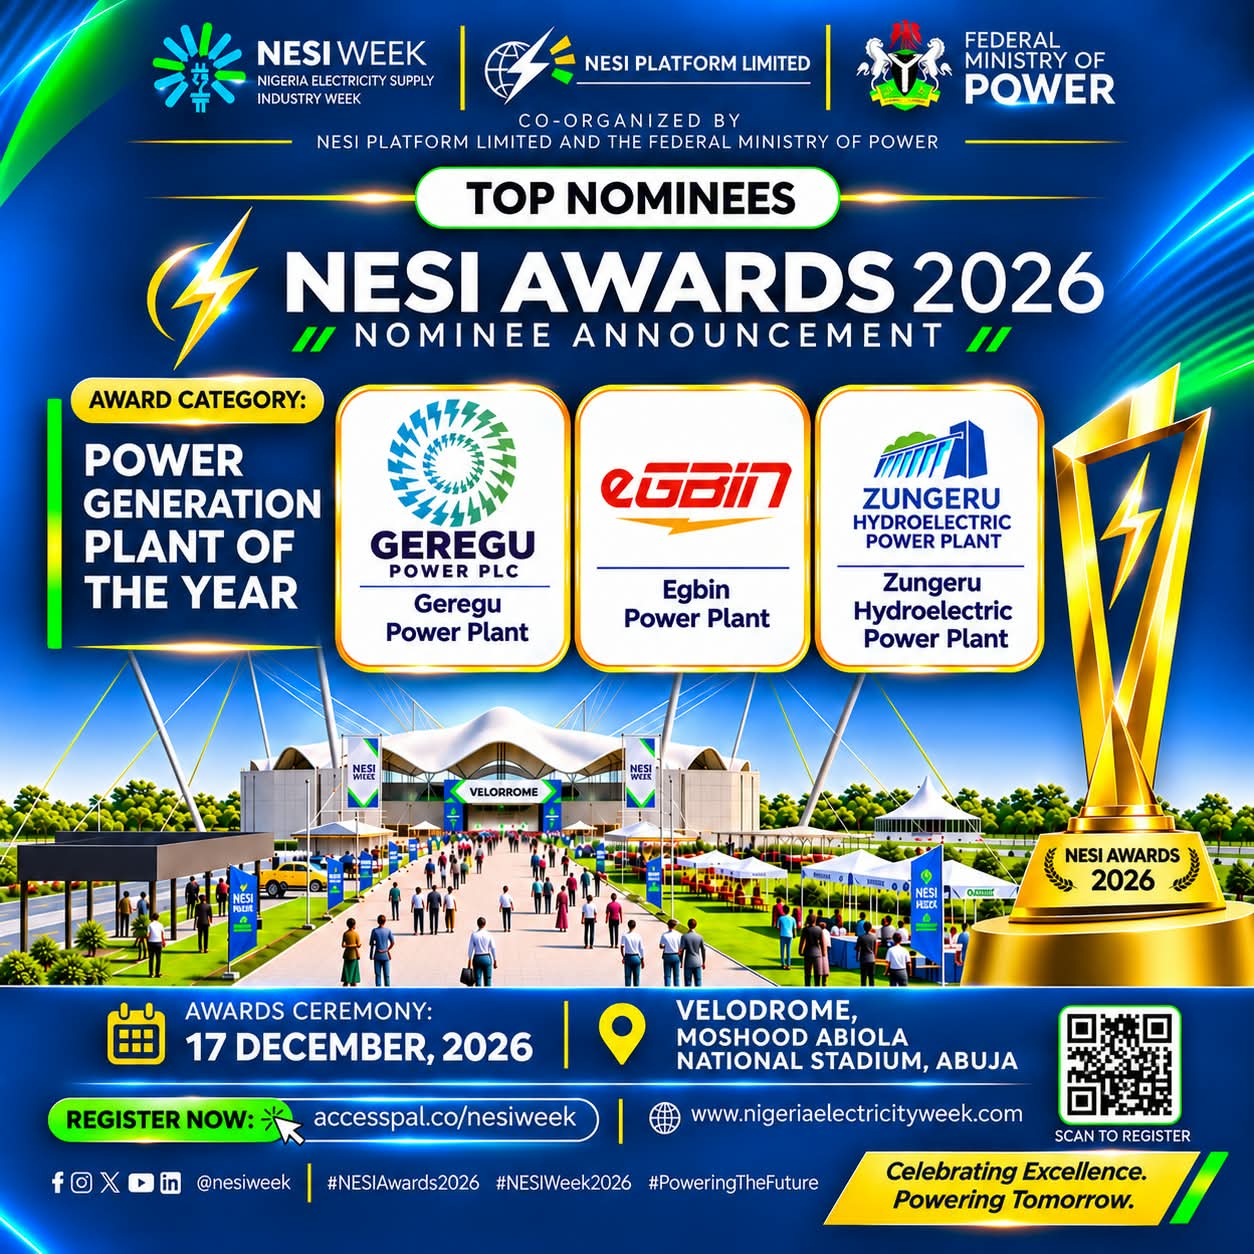 NESI WEEK
NIGERIA ELECTRICITY SUPPLY
INDUSTRY WEEK
NESI PLATFORM LIMITED
FEDERAL
MINISTRY OF
POWER
CO-ORGANIZED BY
NESI PLATFORM LIMITED AND THE FEDERAL MINISTRY OF POWER
TOP NOMINEES
NESI AWARDS 2026
NOMINEE ANNOUNCEMENT
AWARD CATEGORY:
POWER
GENERATION
PLANT OF
THE YEAR
GEREGU
POWER PLC
Geregu
Power Plant
eGBIN
Egbin
Power Plant
ZUNGERU
HYDROELECTRIC
POWER PLANT
Zungeru
Hydroelectric
Power Plant
NESI
WEEK
VELORROME
NESI
WEEK
NESI
NESI
NESI AWARDS
2026
AWARDS CEREMONY:
17 DECEMBER, 2026
VELODROME,
MOSHOOD ABIOLA
NATIONAL STADIUM, ABUJA
REGISTER NOW:
accesspal.co/nesiweek
www.nigeriaelectricityweek.com
SCAN TO REGISTER
@nesiweek
#NESIAwards2026 #NESIWeek2026 #PoweringTheFuture
Celebrating Excellence.
Powering Tomorrow.